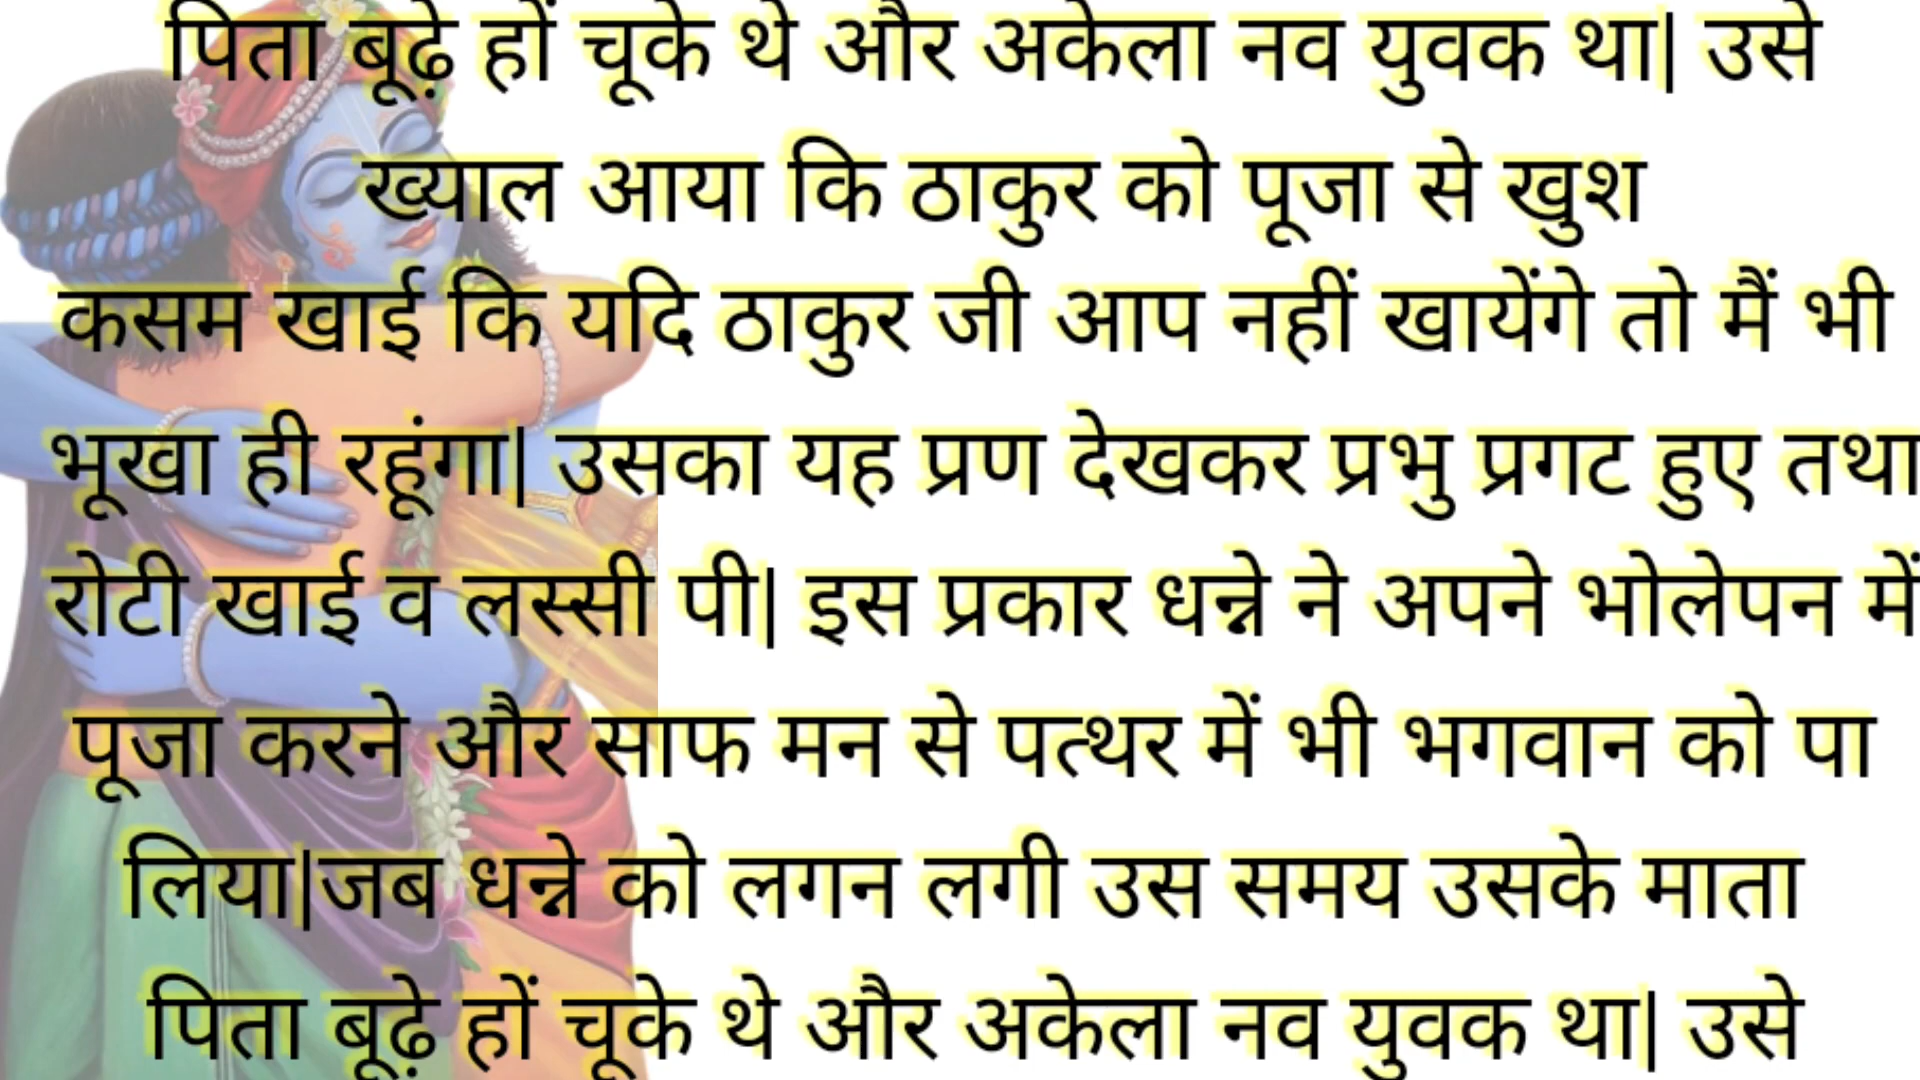 पिता बूढ़े हों चूके थे और अकेला नव युवक था| उसे
ख्याल आया कि ठाकुर को पूजा से खुश
कसम खाई कि यदि ठाकुर जी आप नहीं खायेंगे तो मैं भी
भूखा ही रहूंगा| उसका यह प्रण देखकर प्रभु प्रगट हुए तथा
रोटी खाई व लस्सी पी| इस प्रकार धन्ने ने अपने भोलेपन में
पूजा करने और साफ मन से पत्थर में भी भगवान को पा
लिया|जब धन्ने को लगन लगी उस समय उसके माता
पिता बूढ़े हों चूके थे और अकेला नव युवक था| उसे